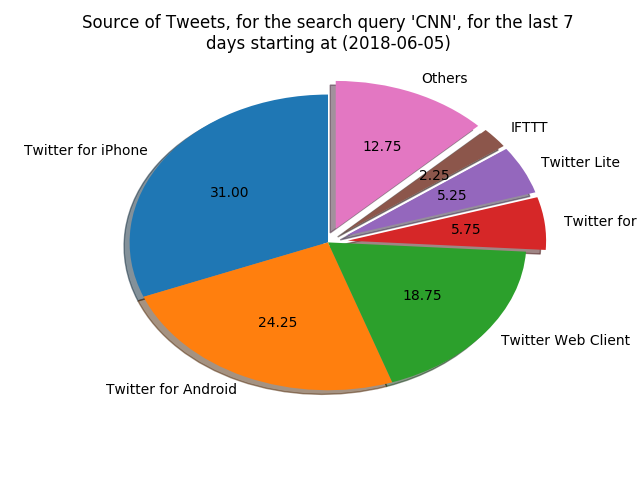 Source of Tweets, for the search query 'CNN', for the last 7
days starting at (2018-06-05)
Others
IFTTT
12.75
Twitter for iPhone
Twitter Lite
2.25
31.00
5.25
Twitter for
5.75
18.75
24.25
Twitter Web Client
Twitter for Android